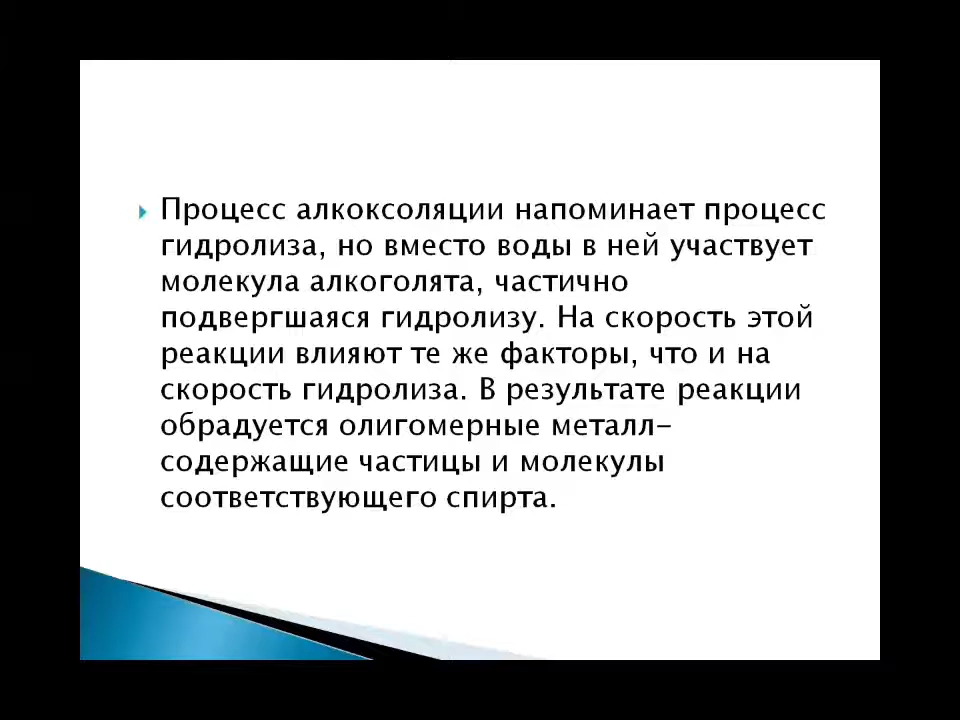 Процесс алкоксоляции напоминает процесс
гидролиза, но вместо воды в ней участвует
молекула алкоголята, частично
подвергшаяся гидролизу. На скорость этой
реакции влияют те же факторы, что и на
скорость гидролиза. В результате реакции
обрадуется олигомерные металл-
содержащие частицы и молекулы
соответствующего спирта.